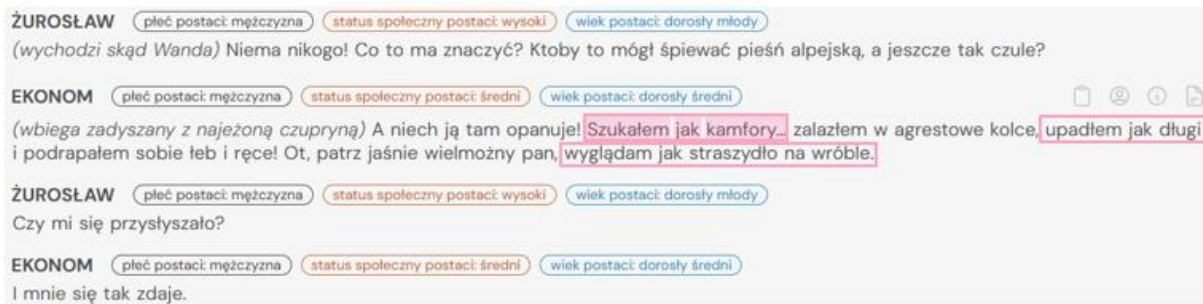 ŻUROSŁAW płeć postaci: mężczyzna status społeczny postaci: wysoki wiek postaci: dorosły młody
(wychodzi skąd Wanda) Niema nikogo! Co to ma znaczyć? Ktoby to mógł śpiewać pieśń alpejską, a jeszcze tak czule?
EKONOM płeć postaci: mężczyzna status społeczny postaci: średni wiek postaci: dorosły średni
(wbiega zadyszany z najeżoną czupryną) A niech ją tam opanuje! Szukałem jak kamfory... zalazłem w agrestowe kolce, upadłem jak długi
i podrapałem sobie łeb i ręce! Ot, patrz jaśnie wielmożny pan, wyglądam jak straszydło na wróble.
ŻUROSŁAW płeć postaci: mężczyzna status społeczny postaci: wysoki wiek postaci: dorosły młody
Czy mi się przysłyszało?
EKONOM płeć postaci: mężczyzna status społeczny postaci: średni wiek postaci: dorosły średni
I mnie się tak zdaje.